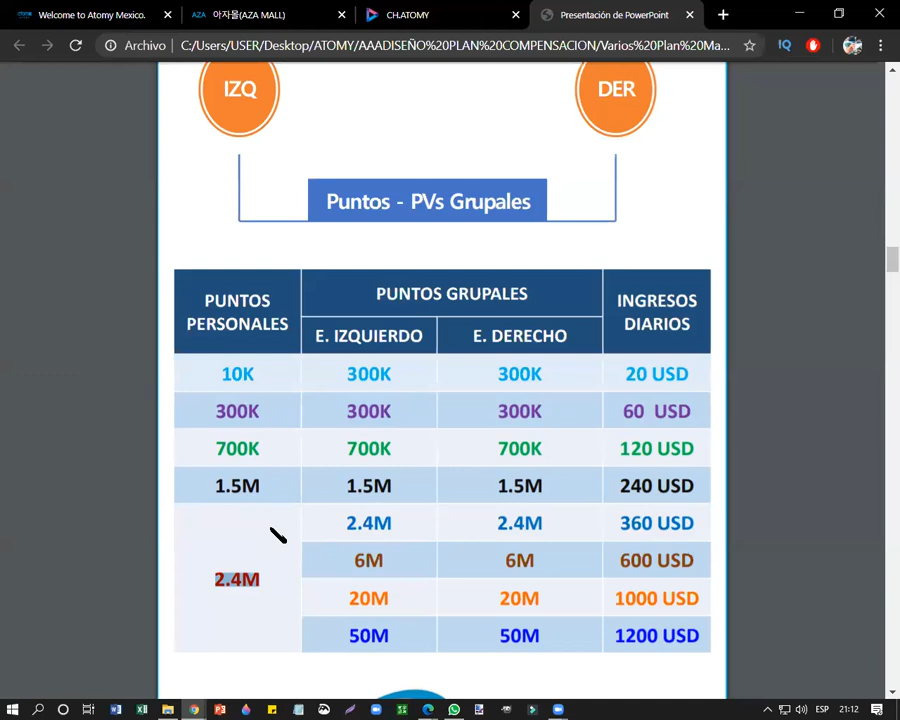 Welcome to Atomy Mexico.
AZA 아자몰(AZA MALL)
CH.ATOMY
Presentación de PowerPoint
Archivo C:/Users/USER/Desktop/ATOMY/AAADISEÑO%20PLAN%20COMPENSACION/Varios%20Plan%20Ma...
IQ
IZQ DER
Puntos - PVs Grupales
PUNTOS PERSONALES PUNTOS GRUPALES INGRESOS DIARIOS
E. IZQUIERDO E. DERECHO
10K 300K 300K 20 USD
300K 300K 300K 60 USD
700K 700K 700K 120 USD
1.5M 1.5M 1.5M 240 USD
2.4M 2.4M 360 USD
2.4M
6M 6M 600 USD
20M 20M 1000 USD
50M 50M 1200 USD
ESP 21:12